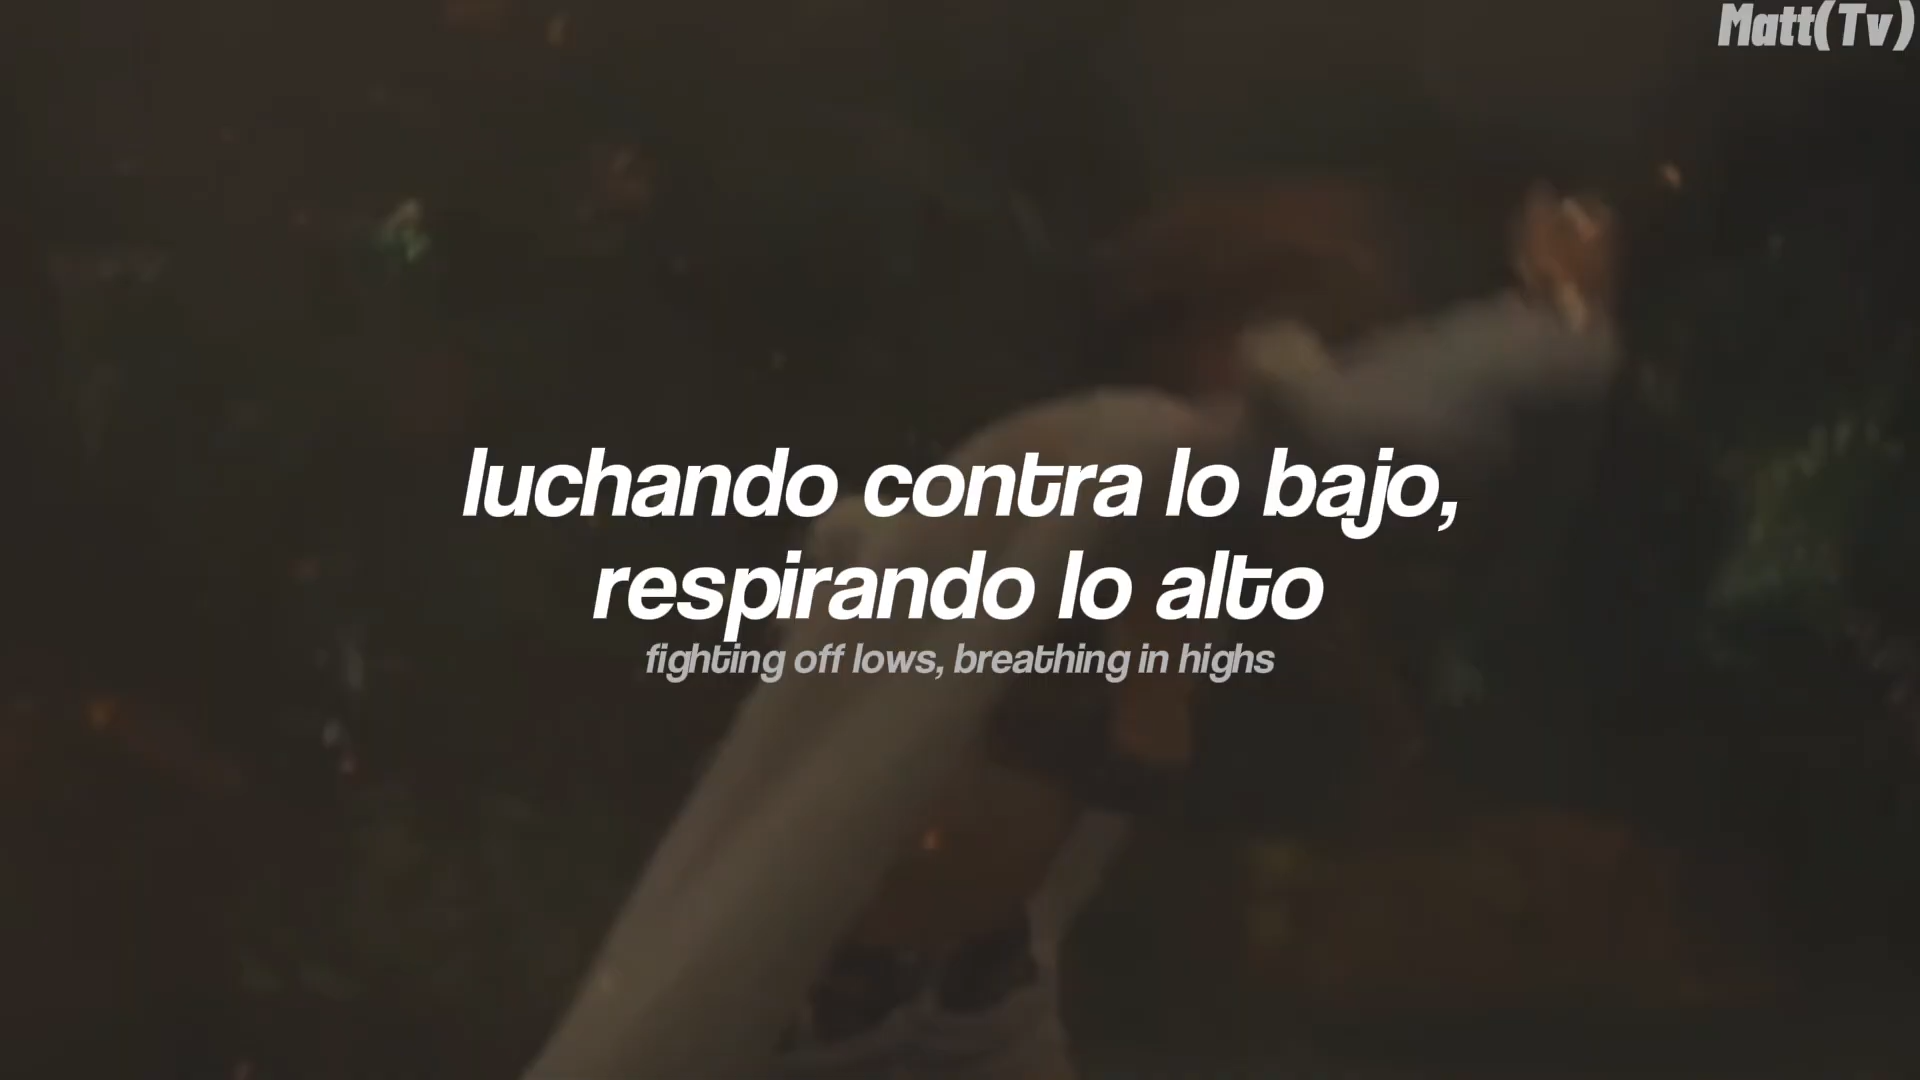 Matt(Tv)
luchando contra lo bajo,
respirando lo alto
fighting off lows, breathing in highs